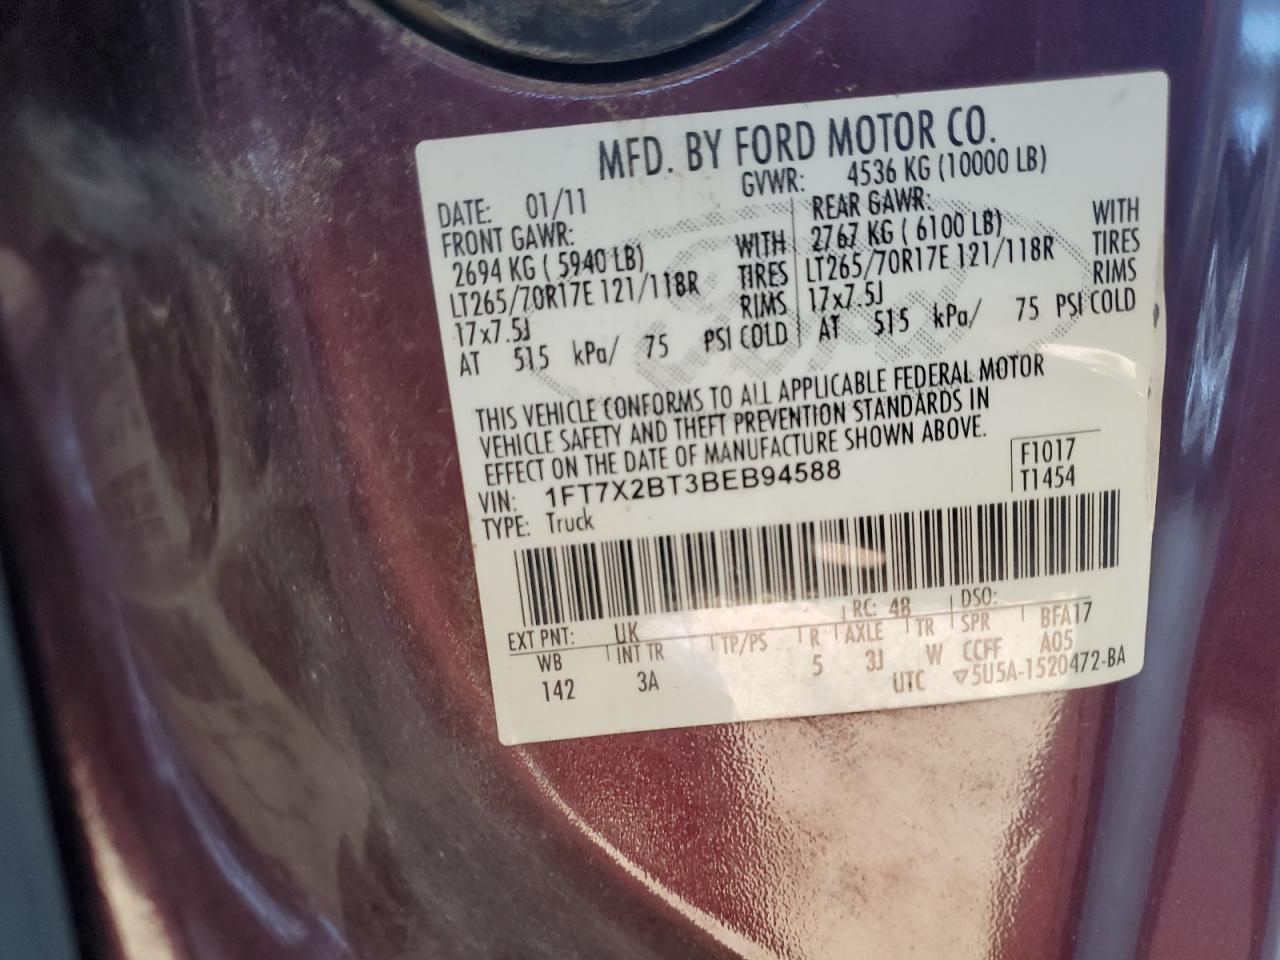 MFD. BY FORD MOTOR CO.
DATE: 01/11 GVWR: 4536 KG (10000 LB)
FRONT GAWR: REAR GAWR:
2694 KG ( 5940 LB) WITH 2767 KG ( 6100 LB) WITH
LT265/70R17E 121/118R TIRES LT265/70R17E 121/118R TIRES
17x7.5J RIMS 17x7.5J RIMS
AT 515 kPa/ 75 PSI COLD AT 515 kPa/ 75 PSI COLD
THIS VEHICLE CONFORMS TO ALL APPLICABLE FEDERAL MOTOR
VEHICLE SAFETY AND THEFT PREVENTION STANDARDS IN
EFFECT ON THE DATE OF MANUFACTURE SHOWN ABOVE.
VIN: 1FT7X2BT3BEB94588 F1017
TYPE: Truck T1454
EXT PNT: UK RC: 48 DSO:
WB INT TR TP/PS R AXLE TR SPR BFA17
142 3A 5 3J W CCFF A05
UTC ▽5U5A-1520472-BA